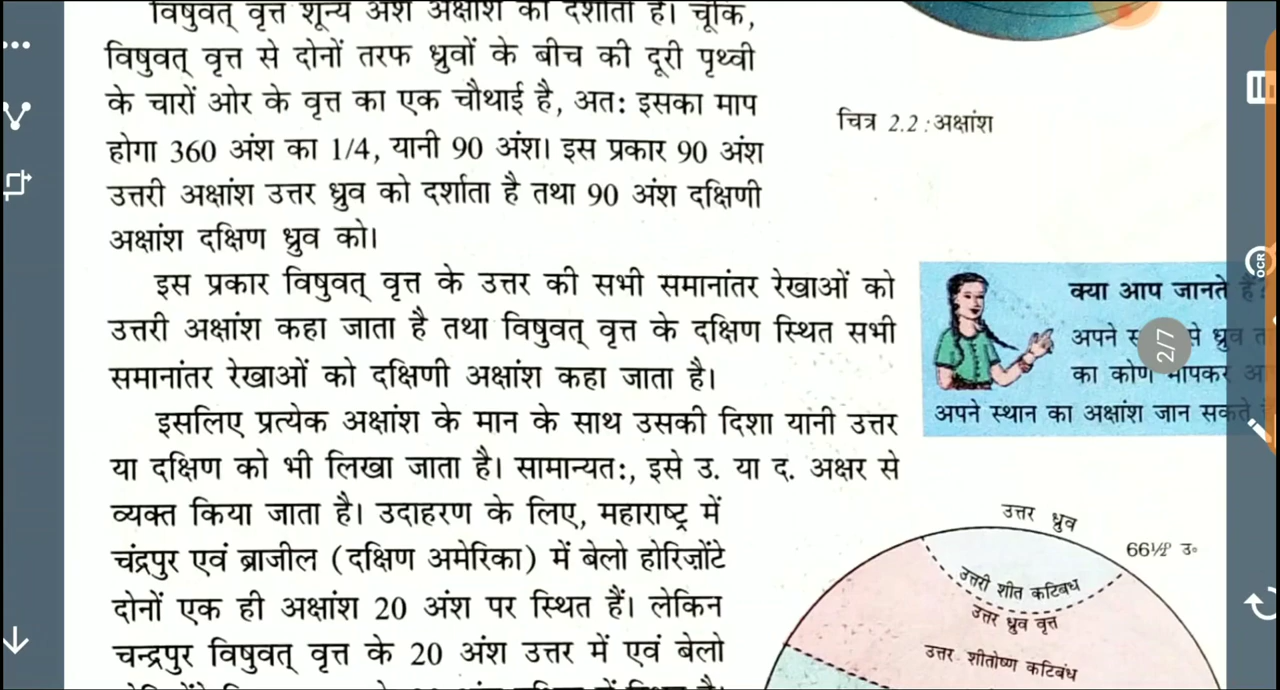 विषुवत् वृत्त शून्य अंश अक्षांश को दर्शाता है। चूँकि,
विषुवत् वृत्त से दोनों तरफ ध्रुवों के बीच की दूरी पृथ्वी
के चारों ओर के वृत्त का एक चौथाई है, अतः इसका माप
होगा 360 अंश का 1/4, यानी 90 अंश। इस प्रकार 90 अंश
उत्तरी अक्षांश उत्तर ध्रुव को दर्शाता है तथा 90 अंश दक्षिणी
अक्षांश दक्षिण ध्रुव को।
इस प्रकार विषुवत् वृत्त के उत्तर की सभी समानांतर रेखाओं को
उत्तरी अक्षांश कहा जाता है तथा विषुवत् वृत्त के दक्षिण स्थित सभी
समानांतर रेखाओं को दक्षिणी अक्षांश कहा जाता है।
इसलिए प्रत्येक अक्षांश के मान के साथ उसकी दिशा यानी उत्तर
या दक्षिण को भी लिखा जाता है। सामान्यतः, इसे उ. या द. अक्षर से
व्यक्त किया जाता है। उदाहरण के लिए, महाराष्ट्र में
चंद्रपुर एवं ब्राजील (दक्षिण अमेरिका) में बेलो होरिज़ोंटे
दोनों एक ही अक्षांश 20 अंश पर स्थित हैं। लेकिन
चन्द्रपुर विषुवत् वृत्त के 20 अंश उत्तर में एवं बेलो
चित्र 2.2 : अक्षांश
क्या आप जानते हैं?
अपने से ध्रुव
का कोण मापकर
अपने स्थान का अक्षांश जान सकते
2/7
OCR
उत्तर ध्रुव
66½° उ॰
उत्तरी शीत कटिबंध
उत्तर ध्रुव वृत्त
उत्तर शीतोष्ण कटिबंध